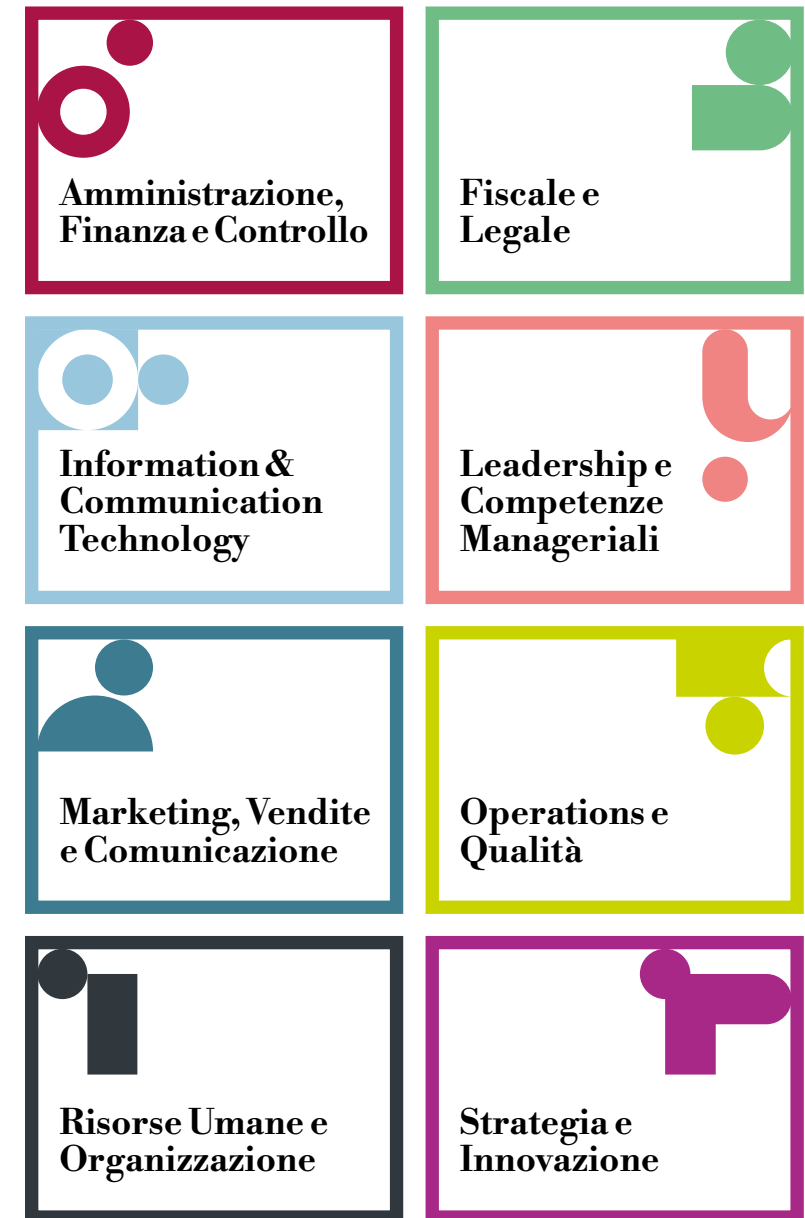 Amministrazione,
Finanza e Controllo
Fiscale e
Legale
Information &
Communication
Technology
Leadership e
Competenze
Manageriali
Marketing, Vendite
e Comunicazione
Operations e
Qualità
Risorse Umane e
Organizzazione
Strategia e
Innovazione